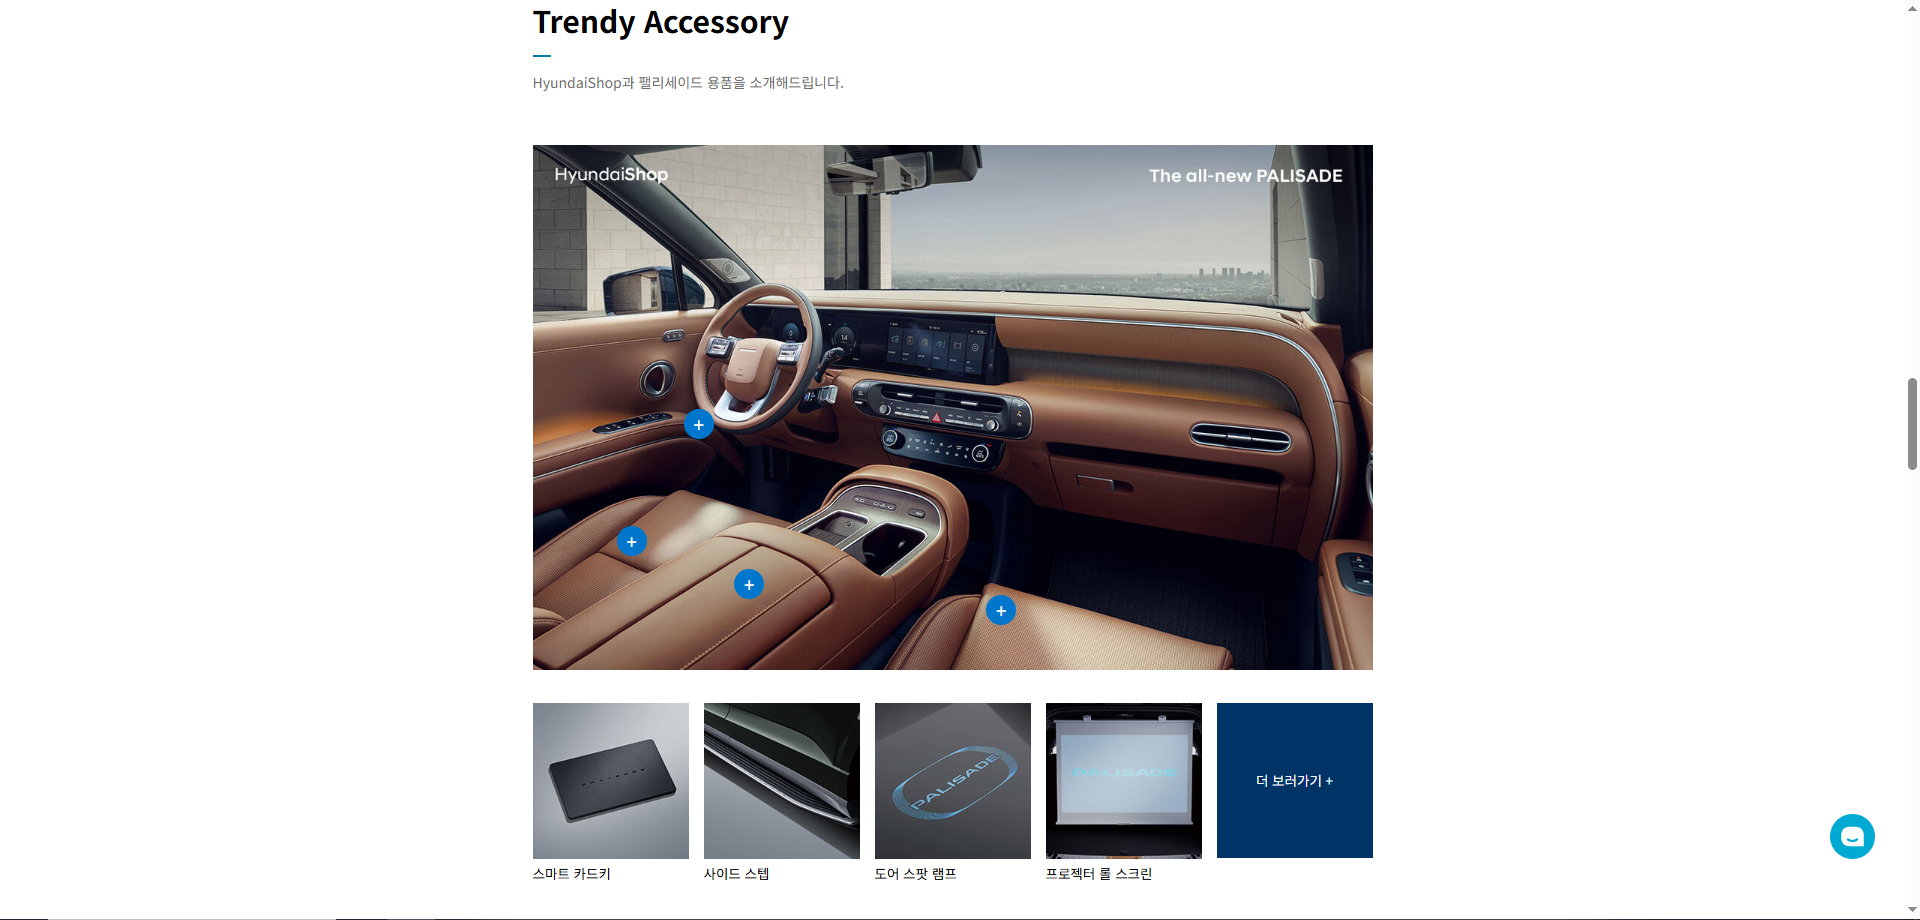 Trendy Accessory
HyundaiShop과 팰리세이드 용품을 소개해드립니다.
HyundaiShop
The all-new PALISADE
PALISADE
PALISADE
더 보러가기 +
스마트 카드키
사이드 스텝
도어 스팟 램프
프로젝터 롤 스크린